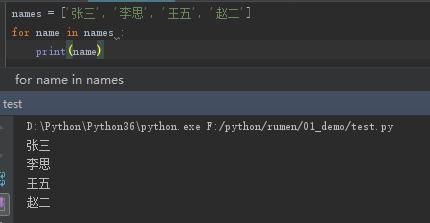 names = ['张三', '李思', '王五', '赵二']
for name in names :
    print(name)
for name in names
test
D:\Python\Python36\python.exe F:/python/rumen/01_demo/test.py
张三
李思
王五
赵二